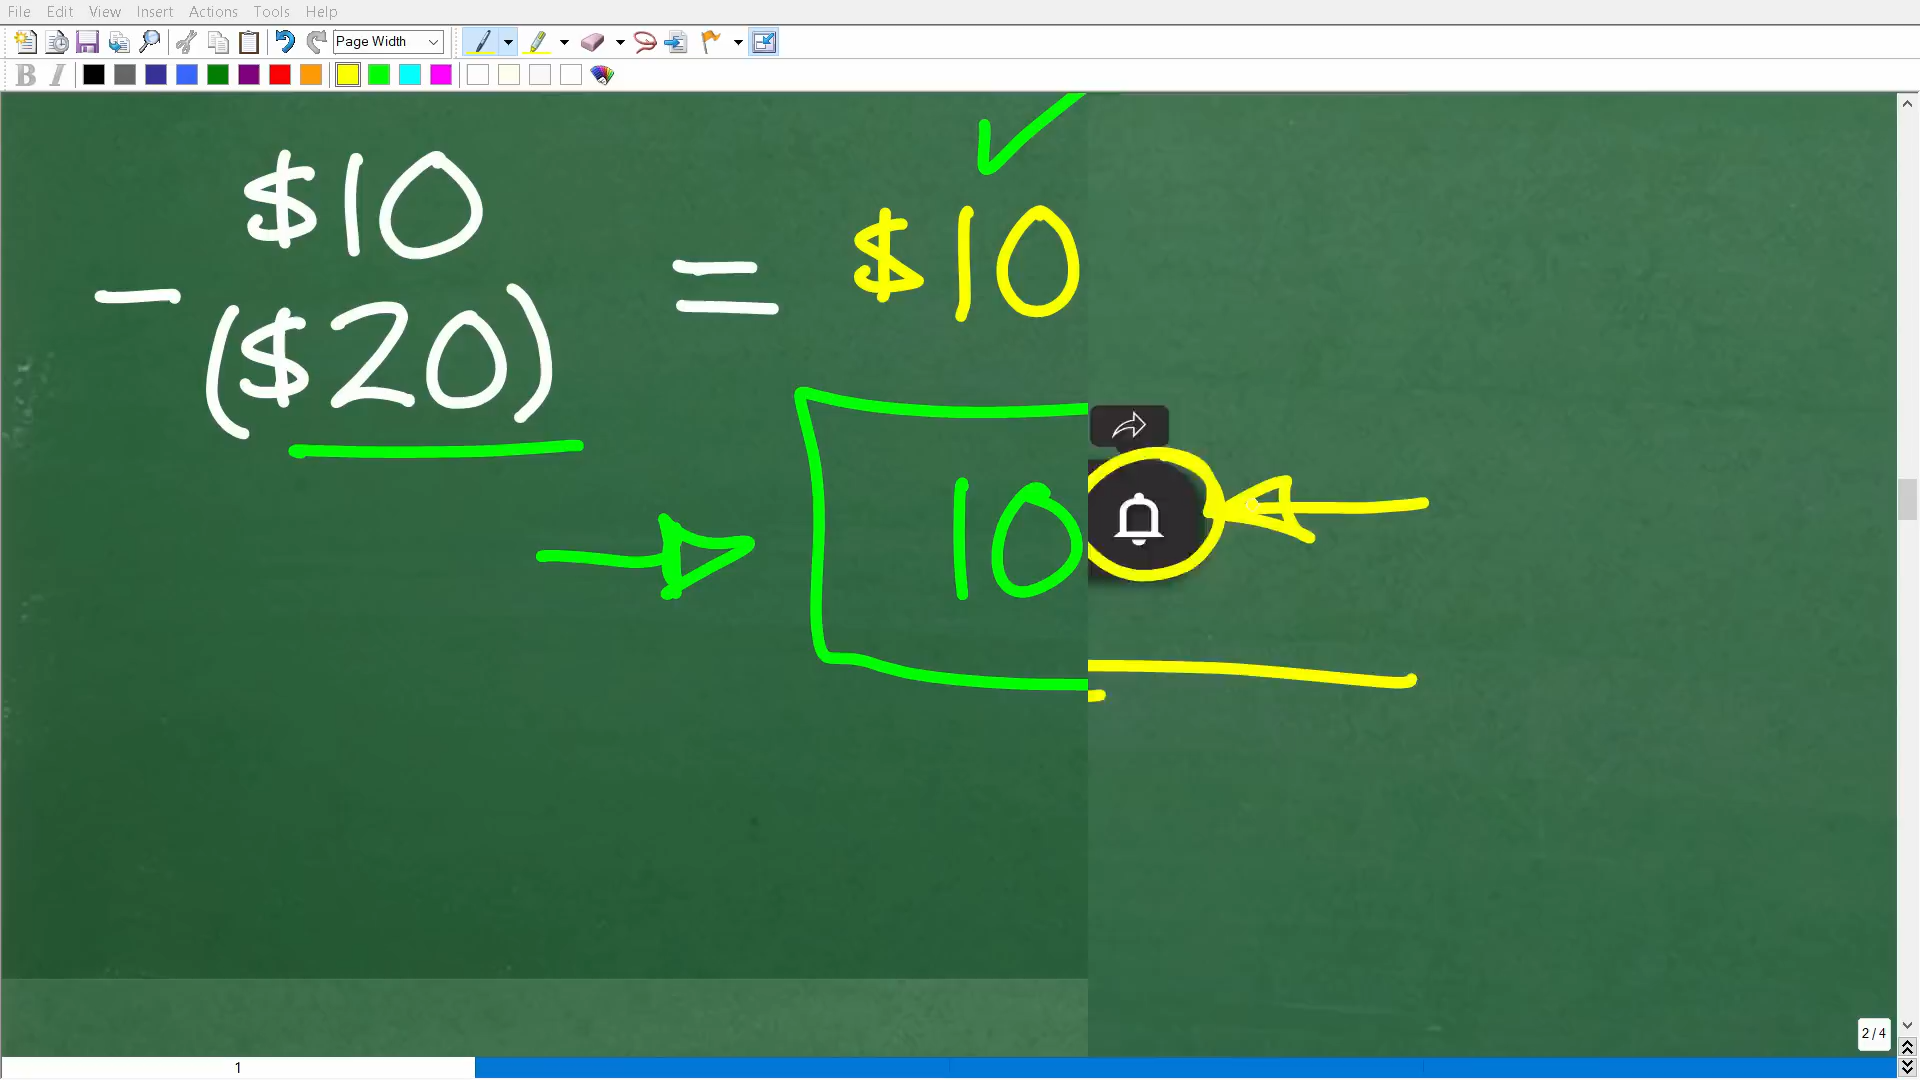 File Edit View Insert Actions Tools Help
Page Width
B I
$10
- ($20) = $10
10
2 / 4
1